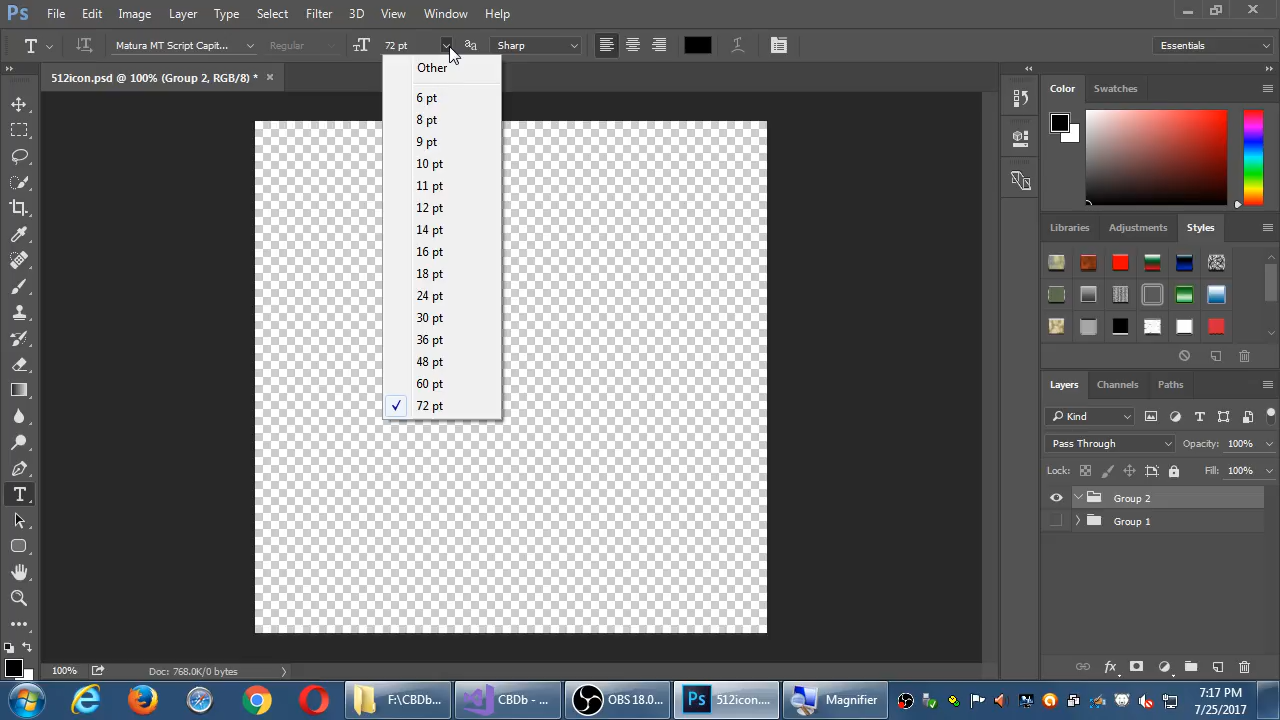 Ps File Edit Image Layer Type Select Filter 3D View Window Help
T Matura MT Script Capit... Regular 72 pt aa Sharp Essentials
512icon.psd @ 100% (Group 2, RGB/8) *
Other
6 pt
8 pt
9 pt
10 pt
11 pt
12 pt
14 pt
16 pt
18 pt
24 pt
30 pt
36 pt
48 pt
60 pt
72 pt
Color Swatches
Libraries Adjustments Styles
Layers Channels Paths
Kind
Pass Through Opacity: 100%
Lock: Fill: 100%
Group 2
Group 1
fx
100% Doc: 768.0K/0 bytes
F:\CBDb... CBDb - ... OBS 18.0... Ps 512icon.... Magnifier
7:17 PM
7/25/2017